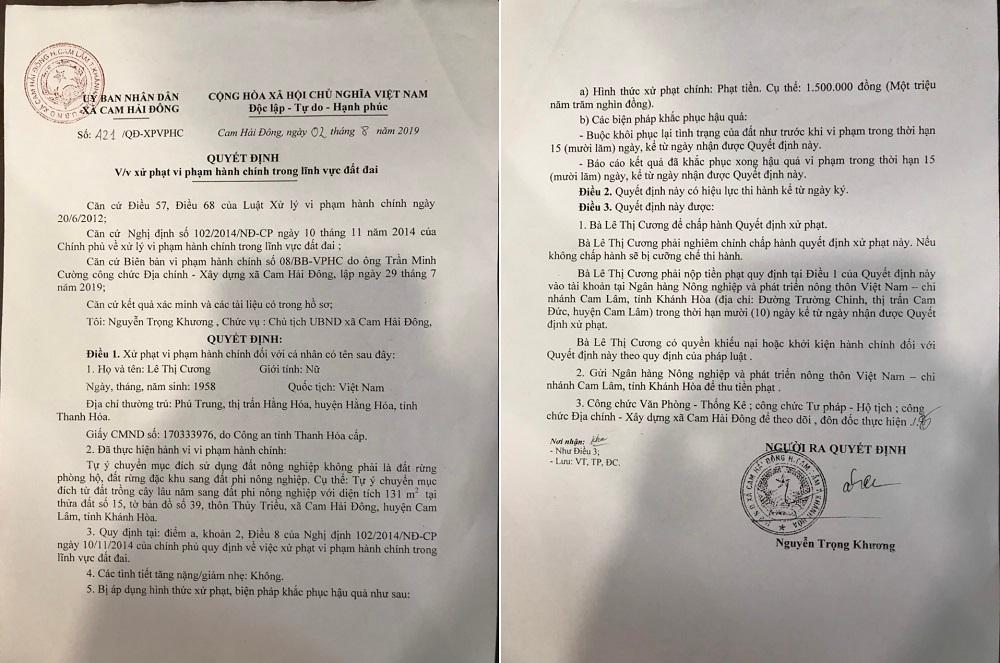 ỦY BAN NHÂN DÂN
XÃ CAM HẢI ĐÔNG
CỘNG HÒA XÃ HỘI CHỦ NGHĨA VIỆT NAM
Độc lập - Tự do - Hạnh phúc
Số: 421 /QĐ-XPVPHC
Cam Hải Đông, ngày 02 tháng 8 năm 2019
QUYẾT ĐỊNH
V/v xử phạt vi phạm hành chính trong lĩnh vực đất đai
Căn cứ Điều 57, Điều 68 của Luật Xử lý vi phạm hành chính ngày
20/6/2012;
Căn cứ Nghị định số 102/2014/NĐ-CP ngày 10 tháng 11 năm 2014 của
Chính phủ về xử lý vi phạm hành chính trong lĩnh vực đất đai ;
Căn cứ Biên bản vi phạm hành chính số 08/BB-VPHC do ông Trần Minh
Cường công chức Địa chính - Xây dựng xã Cam Hải Đông, lập ngày 29 tháng 7
năm 2019;
Căn cứ kết quả xác minh và các tài liệu có trong hồ sơ;
Tôi: Nguyễn Trọng Khương , Chức vụ : Chủ tịch UBND xã Cam Hải Đông,
QUYẾT ĐỊNH:
Điều 1. Xử phạt vi phạm hành chính đối với cá nhân có tên sau đây:
1. Họ và tên: Lê Thị Cương Giới tính: Nữ
Ngày, tháng, năm sinh: 1958 Quốc tịch: Việt Nam
Địa chỉ thường trú: Phú Trung, thị trấn Hằng Hóa, huyện Hằng Hóa, tỉnh
Thanh Hóa.
Giấy CMND số: 170333976, do Công an tỉnh Thanh Hóa cấp.
2. Đã thực hiện hành vi vi phạm hành chính:
Tự ý chuyển mục đích sử dụng đất nông nghiệp không phải là đất rừng
phòng hộ, đất rừng đặc khu sang đất phi nông nghiệp. Cụ thể: Tự ý chuyển mục
đích từ đất trồng cây lâu năm sang đất phi nông nghiệp với diện tích 131 m² tại
thửa đất số 15, tờ bản đồ số 39, thôn Thủy Triều, xã Cam Hải Đông, huyện Cam
Lâm, tỉnh Khánh Hòa.
3. Quy định tại: điểm a, khoản 2, Điều 8 của Nghị định 102/2014/NĐ-CP
ngày 10/11/2014 của chính phủ quy định về việc xử phạt vi phạm hành chính trong
lĩnh vực đất đai.
4. Các tình tiết tăng nặng/giảm nhẹ: Không.
5. Bị áp dụng hình thức xử phạt, biện pháp khắc phục hậu quả như sau:
a) Hình thức xử phạt chính: Phạt tiền. Cụ thể: 1.500.000 đồng (Một triệu
năm trăm nghìn đồng).
b) Các biện pháp khắc phục hậu quả:
- Buộc khôi phục lại tình trạng của đất như trước khi vi phạm trong thời hạn
15 (mười lăm) ngày, kể từ ngày nhận được Quyết định này.
- Báo cáo kết quả đã khắc phục xong hậu quả vi phạm trong thời hạn 15
(mười lăm) ngày, kể từ ngày nhận được Quyết định này.
Điều 2. Quyết định này có hiệu lực thi hành kể từ ngày ký.
Điều 3. Quyết định này được:
1. Bà Lê Thị Cương để chấp hành Quyết định xử phạt.
Bà Lê Thị Cương phải nghiêm chỉnh chấp hành quyết định xử phạt này. Nếu
không chấp hành sẽ bị cưỡng chế thi hành.
Bà Lê Thị Cương phải nộp tiền phạt quy định tại Điều 1 của Quyết định này
vào tài khoản tại Ngân hàng Nông nghiệp và phát triển nông thôn Việt Nam – chi
nhánh Cam Lâm, tỉnh Khánh Hòa (địa chỉ: Đường Trường Chinh, thị trấn Cam
Đức, huyện Cam Lâm) trong thời hạn mười (10) ngày kể từ ngày nhận được Quyết
định xử phạt.
Bà Lê Thị Cương có quyền khiếu nại hoặc khởi kiện hành chính đối với
Quyết định này theo quy định của pháp luật .
2. Gửi Ngân hàng Nông nghiệp và phát triển nông thôn Việt Nam – chi
nhánh Cam Lâm, tỉnh Khánh Hòa để thu tiền phạt .
3. Công chức Văn Phòng - Thống Kê ; công chức Tư pháp - Hộ tịch ; công
chức Địa chính - Xây dựng xã Cam Hải Đông để theo dõi , đôn đốc thực hiện
Nơi nhận:
- Như Điều 3;
- Lưu: VT, TP, ĐC.
NGƯỜI RA QUYẾT ĐỊNH
Nguyễn Trọng Khương